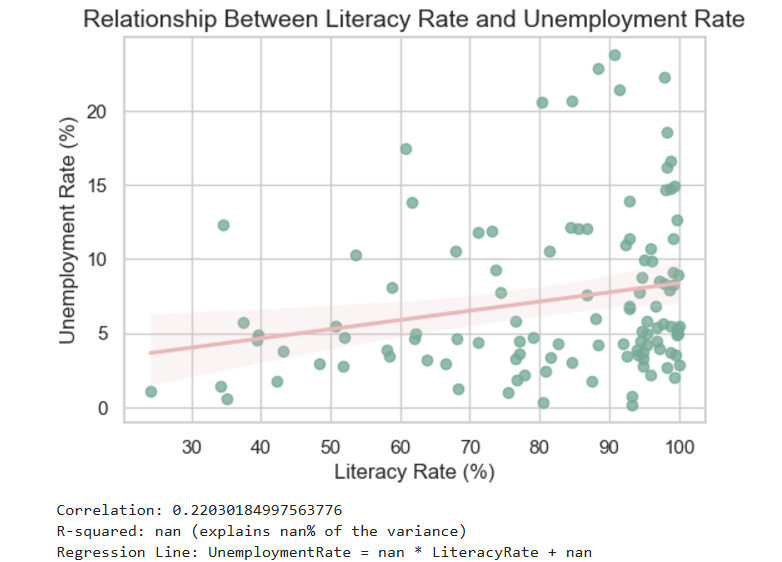 Relationship Between Literacy Rate and Unemployment Rate
Unemployment Rate (%)
20
15
10
5
0
30 40 50 60 70 80 90 100
Literacy Rate (%)
Correlation: 0.22030184997563776
R-squared: nan (explains nan% of the variance)
Regression Line: UnemploymentRate = nan * LiteracyRate + nan